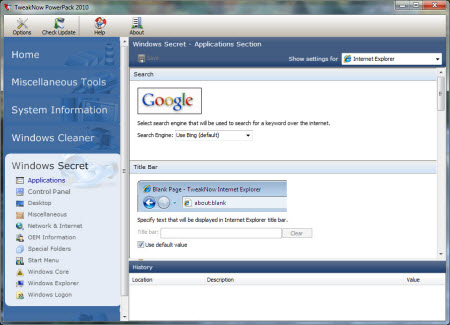 TweakNow PowerPack 2010
Options
Check Update
Help
About
Home
Miscellaneous Tools
System Information
Windows Cleaner
Windows Secret
Applications
Control Panel
Desktop
Miscellaneous
Network & Internet
OEM Information
Special Folders
Start Menu
Windows Core
Windows Explorer
Windows Logon
Windows Secret - Applications Section
Save
Show settings for
Internet Explorer
Search
Google
Select search engine that will be used to search for a keyword over the internet.
Search Engine: Use Bing (default)
Title Bar
Blank Page - TweakNow Internet Explorer
about:blank
Specify text that will be displayed in Internet Explorer title bar.
Title bar:
Clear
Use default value
History
Location
Description
Value